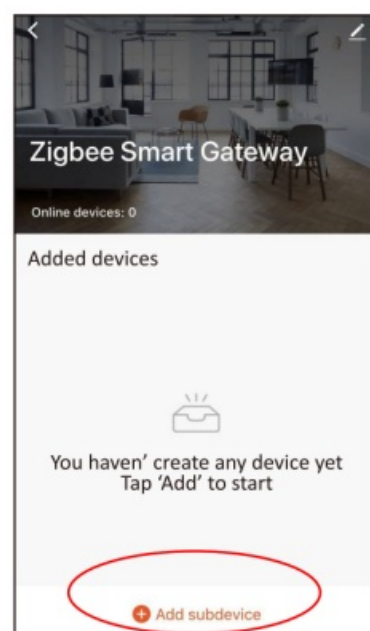 Zigbee Smart Gateway
Online devices: 0
Added devices
You haven’ create any device yet
Tap ‘Add’ to start
Add subdevice